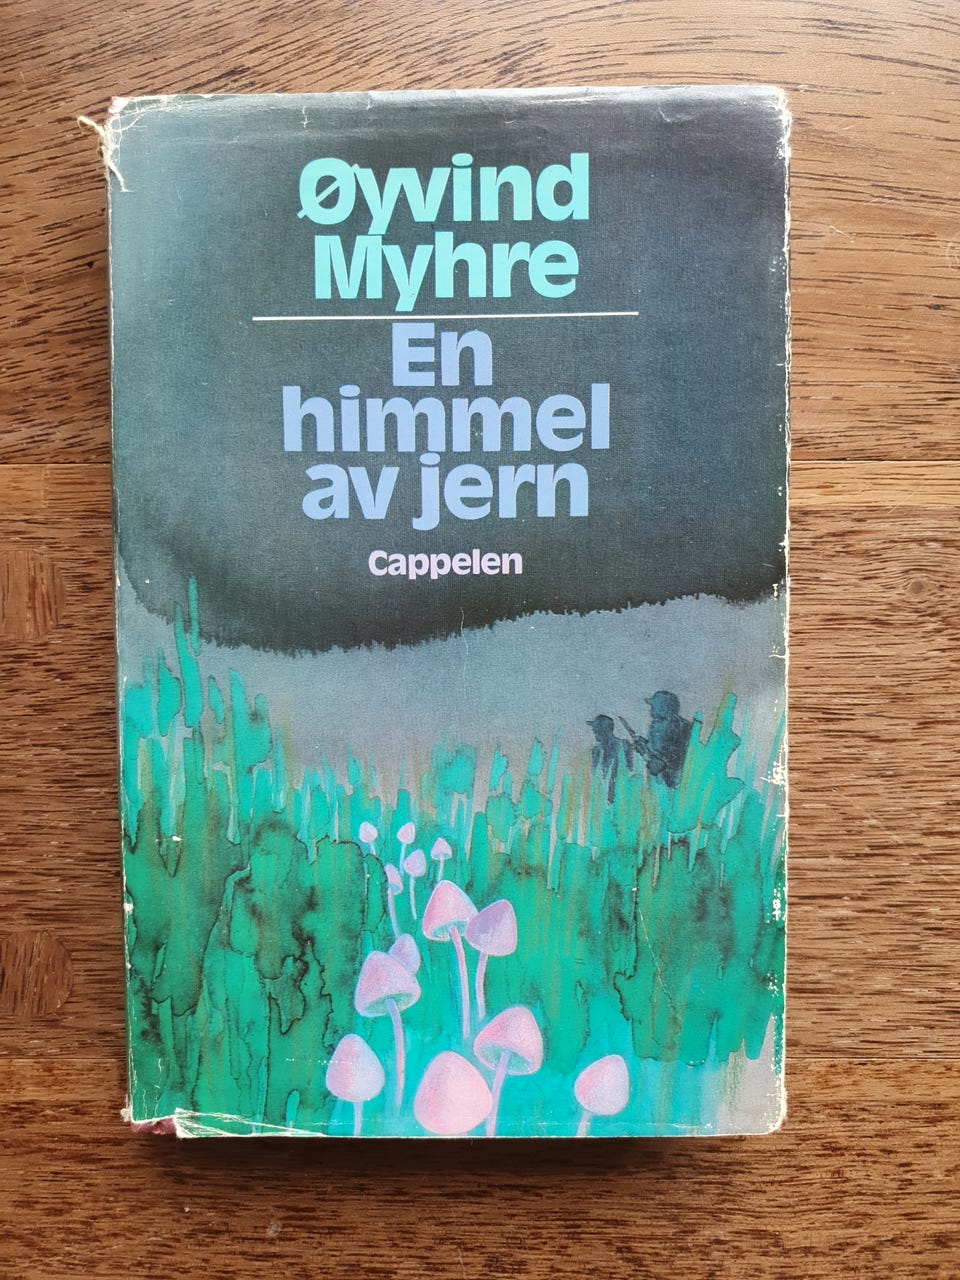 Øyvind
Myhre
En
himmel
av jern
Cappelen